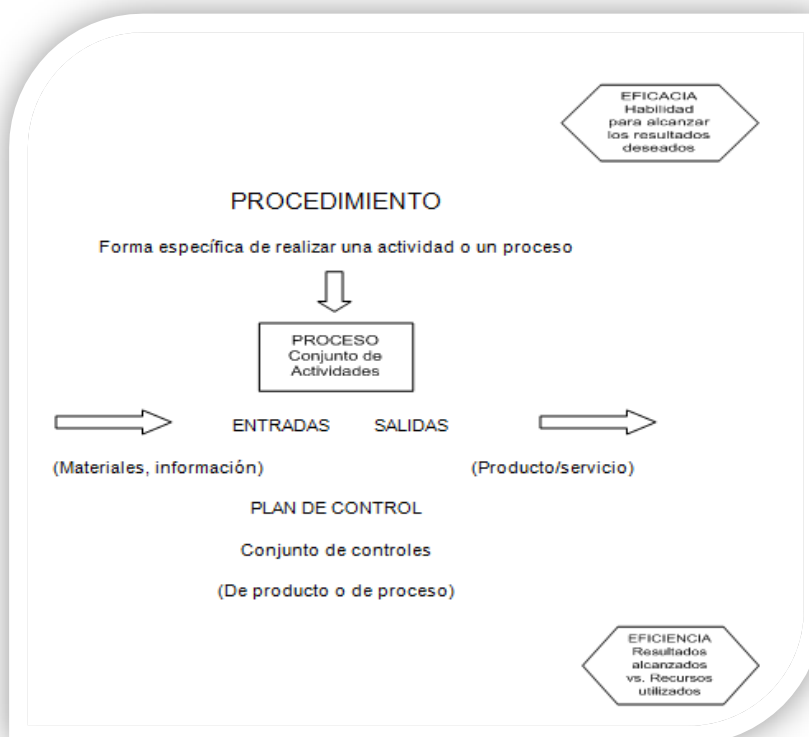 EFICACIA
Habilidad
para alcanzar
los resultados
deseados
PROCEDIMIENTO
Forma específica de realizar una actividad o un proceso
PROCESO
Conjunto de
Actividades
ENTRADAS SALIDAS
(Materiales, información) (Producto/servicio)
PLAN DE CONTROL
Conjunto de controles
(De producto o de proceso)
EFICIENCIA
Resultados
alcanzados
vs. Recursos
utilizados